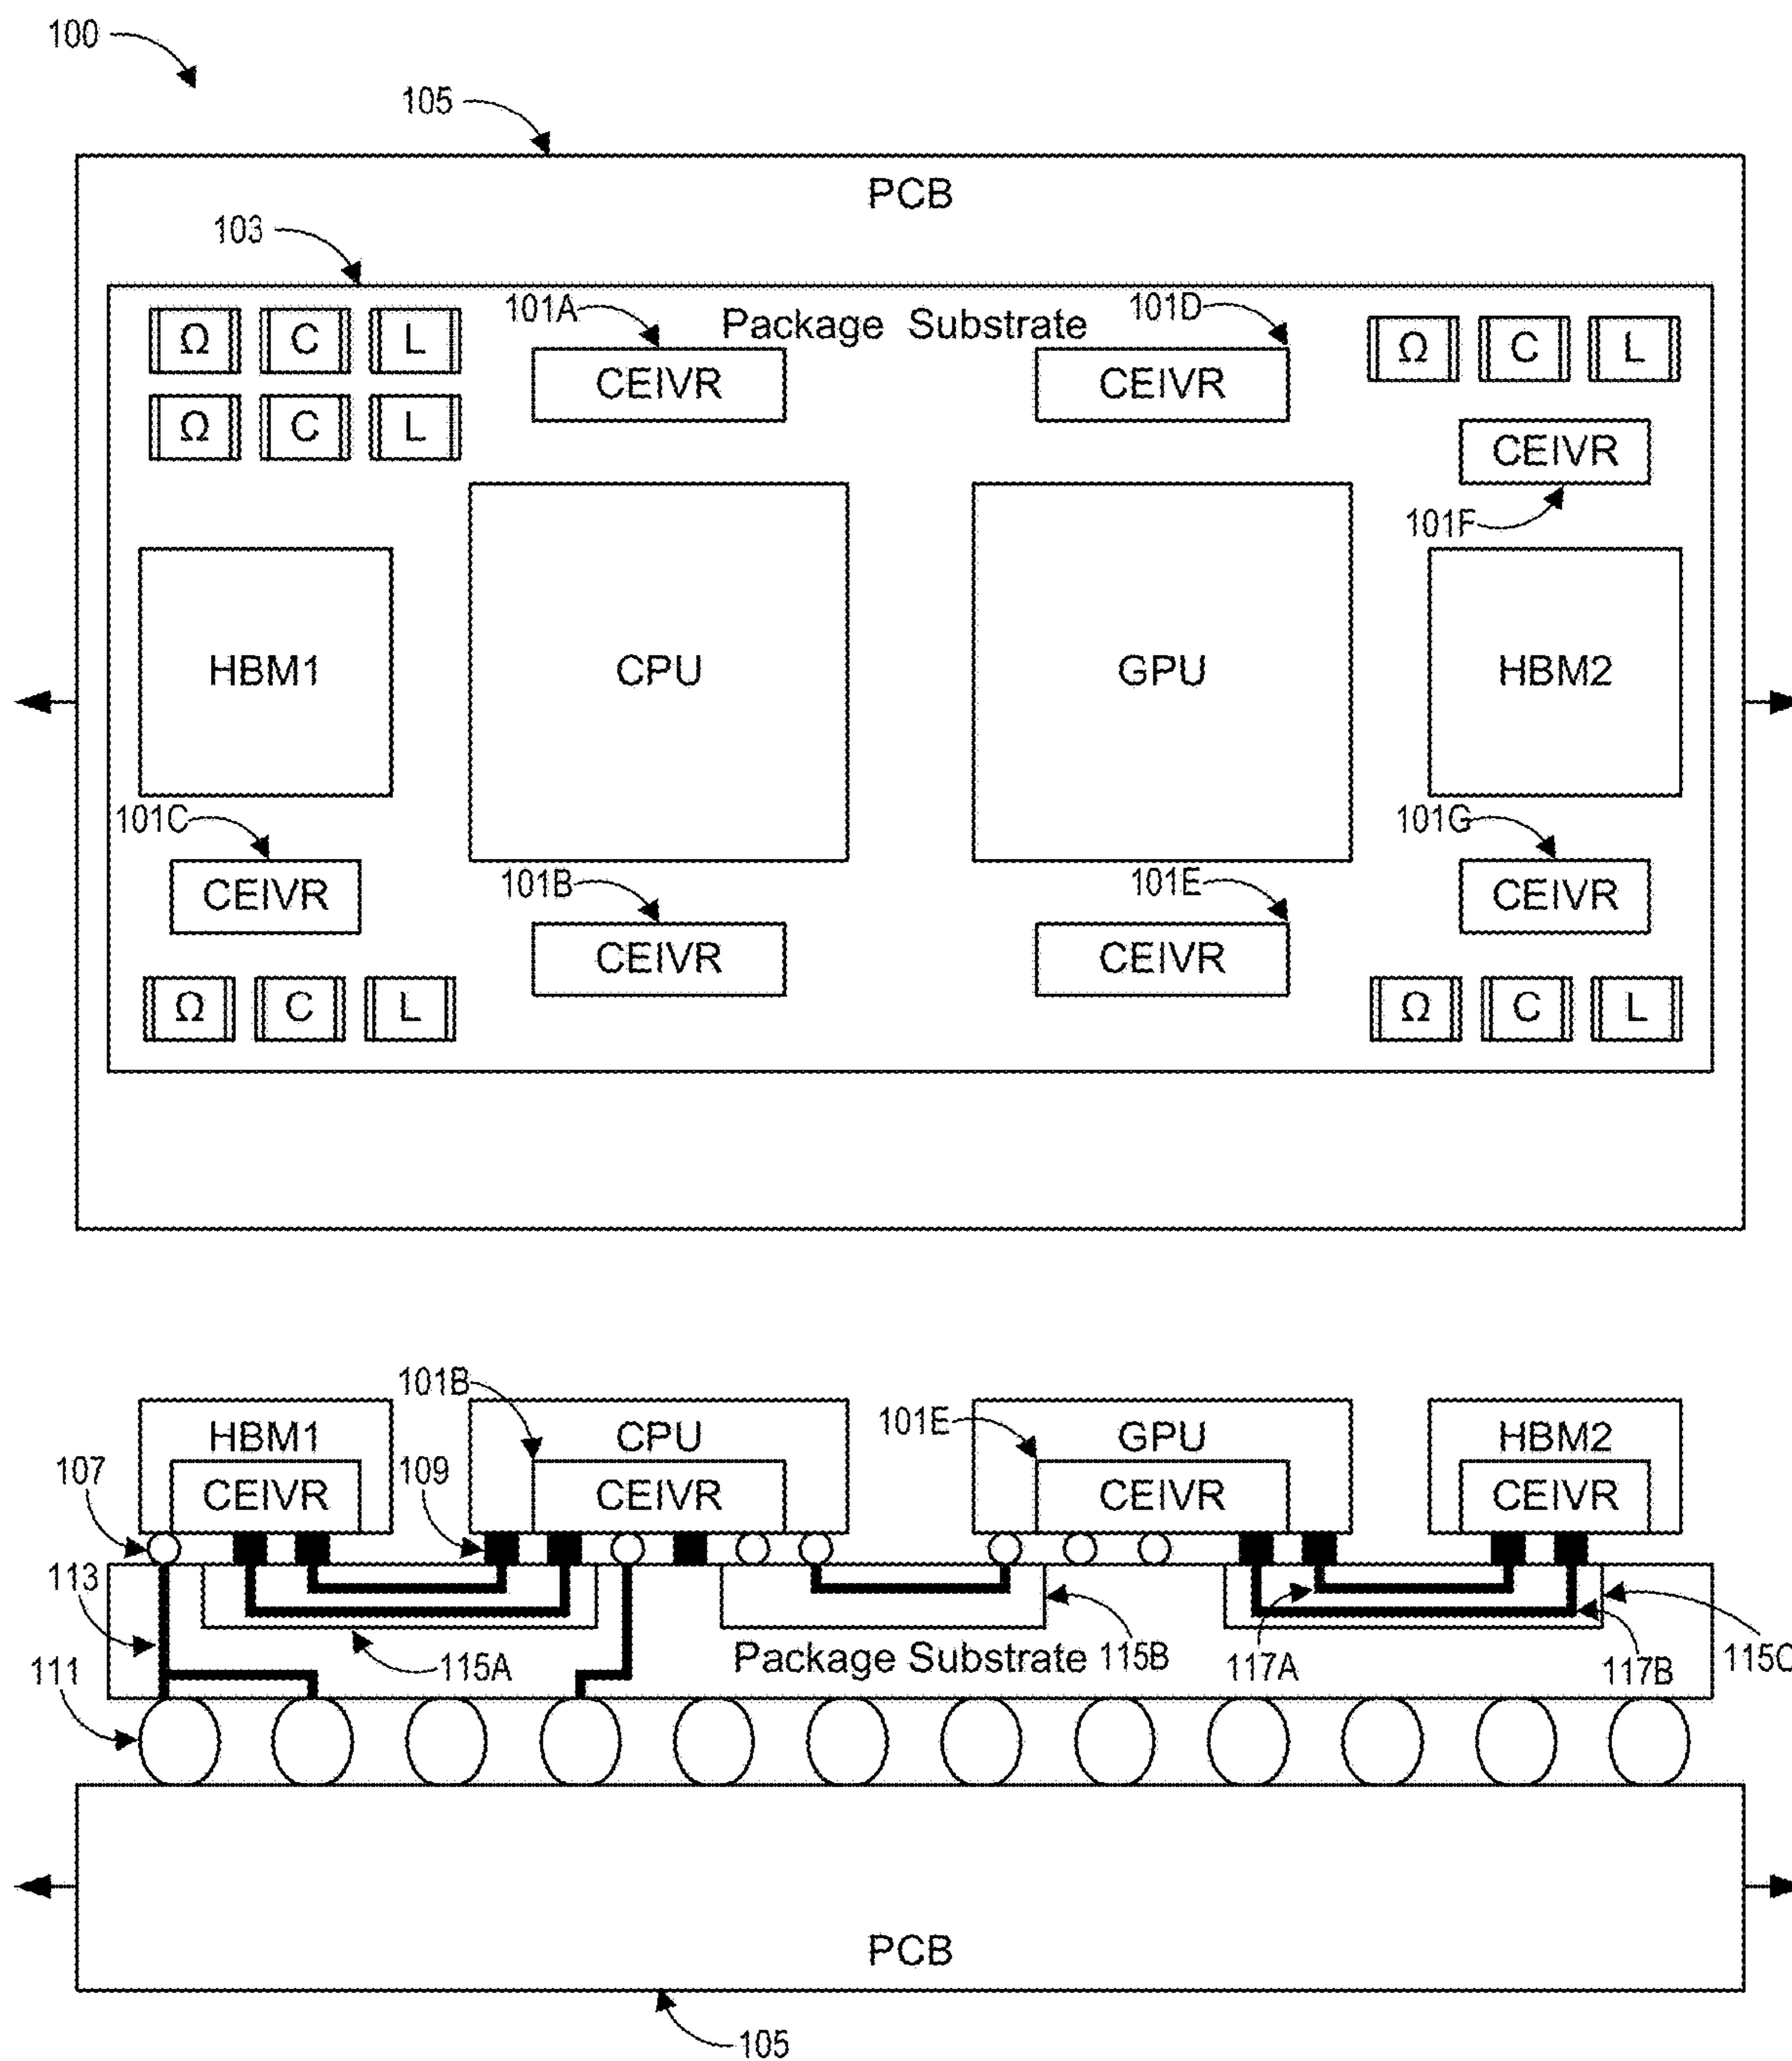 100
105
PCB
103
101A
101D
Package Substrate
Ω C L
Ω C L
CEIVR
CEIVR
Ω C L
CEIVR
101F
HBM1
CPU
GPU
HBM2
101C
101G
CEIVR
101B
101E
CEIVR
CEIVR
CEIVR
Ω C L
Ω C L
101B
101E
HBM1
CPU
GPU
HBM2
107
109
CEIVR
CEIVR
CEIVR
CEIVR
113
111
115A
Package Substrate
115B
117A
117B
115C
PCB
105